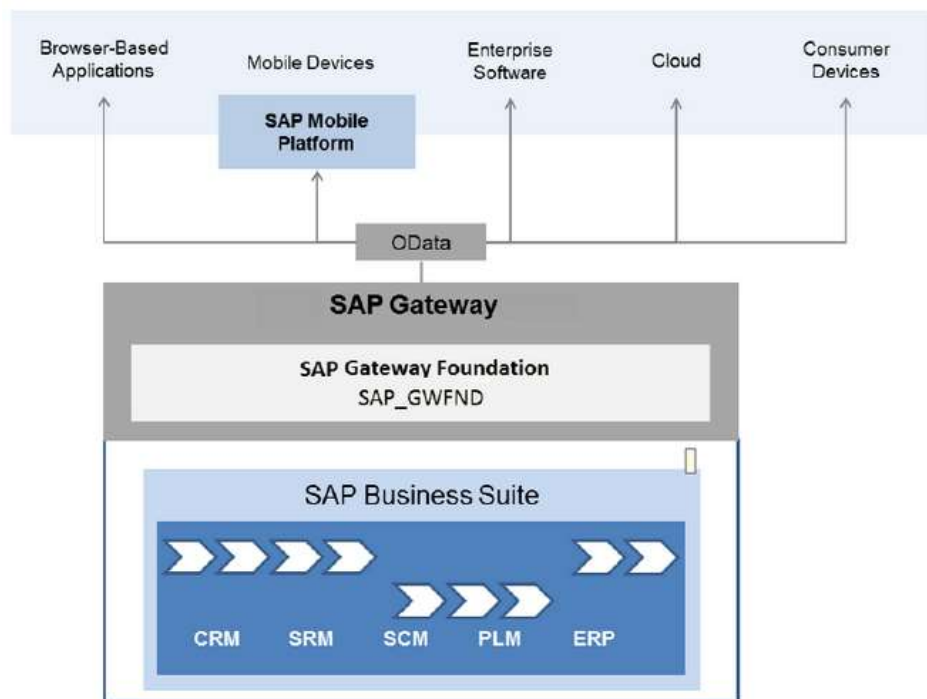 Browser-Based
Applications
Mobile Devices
Enterprise
Software
Cloud
Consumer
Devices
SAP Mobile
Platform
OData
SAP Gateway
SAP Gateway Foundation
SAP_GWFND
SAP Business Suite
CRM SRM SCM PLM ERP